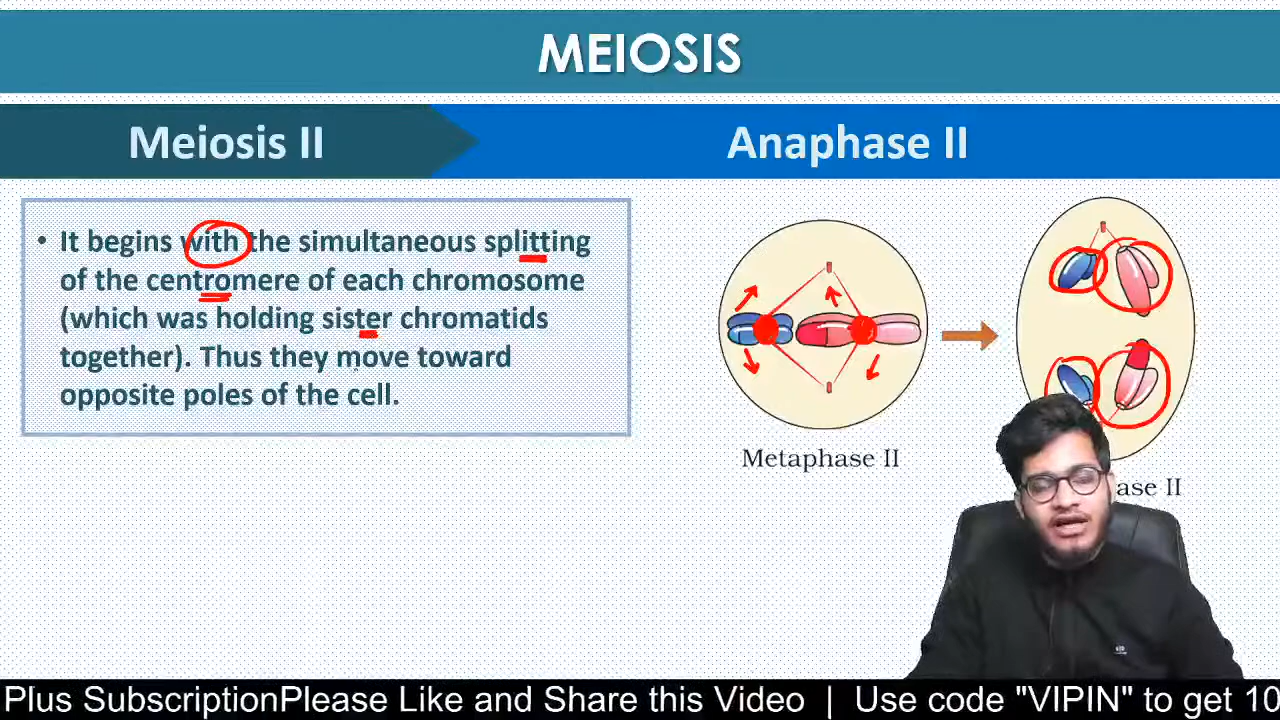 MEIOSIS
Meiosis II
Anaphase II
• It begins with the simultaneous splitting
of the centromere of each chromosome
(which was holding sister chromatids
together). Thus they move toward
opposite poles of the cell.
Metaphase II
ase II
Plus SubscriptionPlease Like and Share this Video | Use code "VIPIN" to get 10